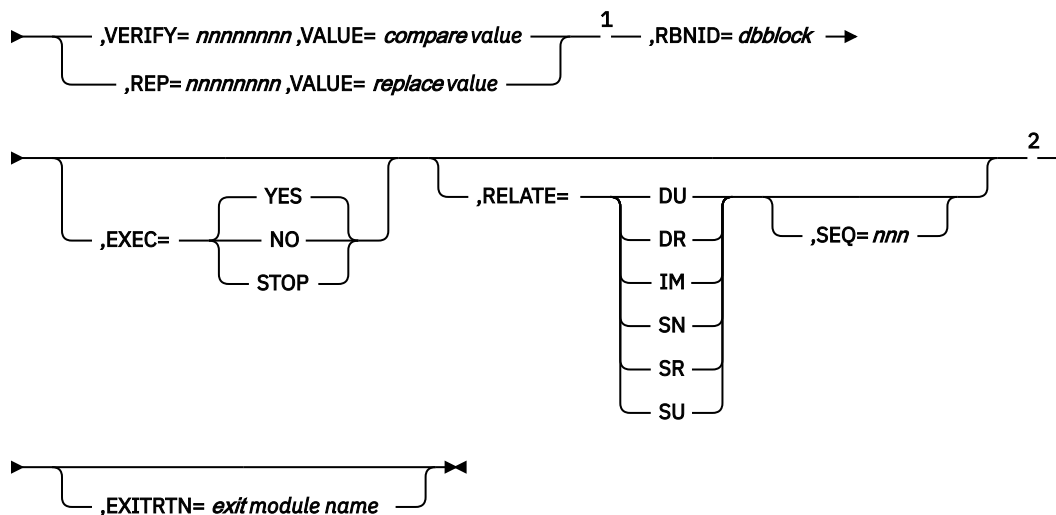 ,VERIFY= nnnnnnnn ,VALUE= compare value 1 ,RBNID= dbblock
,REP= nnnnnnnn ,VALUE= replace value
2
,EXEC= YES
NO
STOP
,RELATE= DU
DR
IM
SN
SR
SU
,SEQ= nnn
,EXITRTN= exit module name